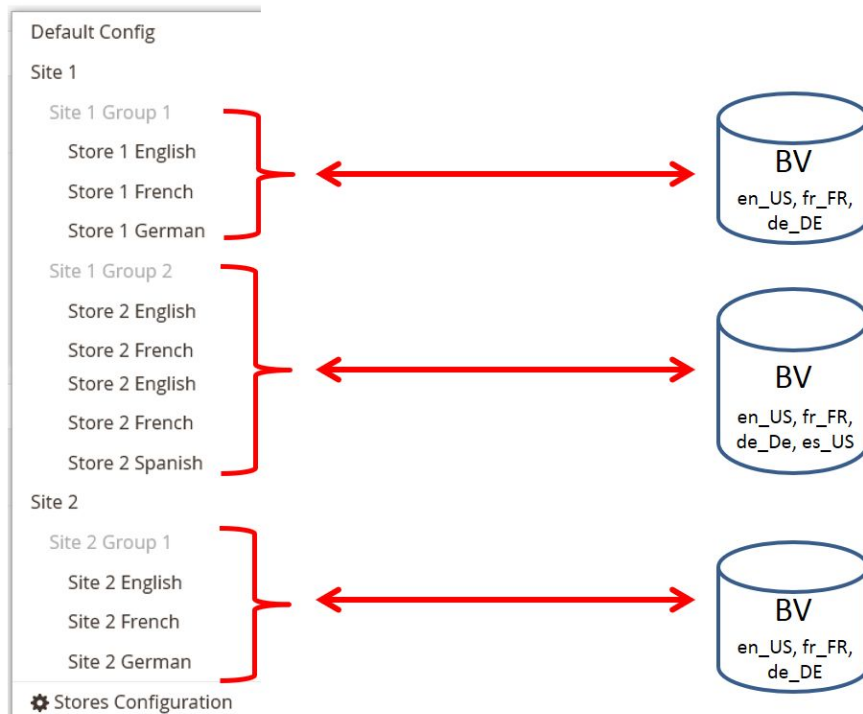 Default Config
Site 1
Site 1 Group 1
Store 1 English
Store 1 French
Store 1 German
Site 1 Group 2
Store 2 English
Store 2 French
Store 2 English
Store 2 French
Store 2 Spanish
Site 2
Site 2 Group 1
Site 2 English
Site 2 French
Site 2 German
Stores Configuration
BV
en_US, fr_FR,
de_DE
BV
en_US, fr_FR,
de_De, es_US
BV
en_US, fr_FR,
de_DE